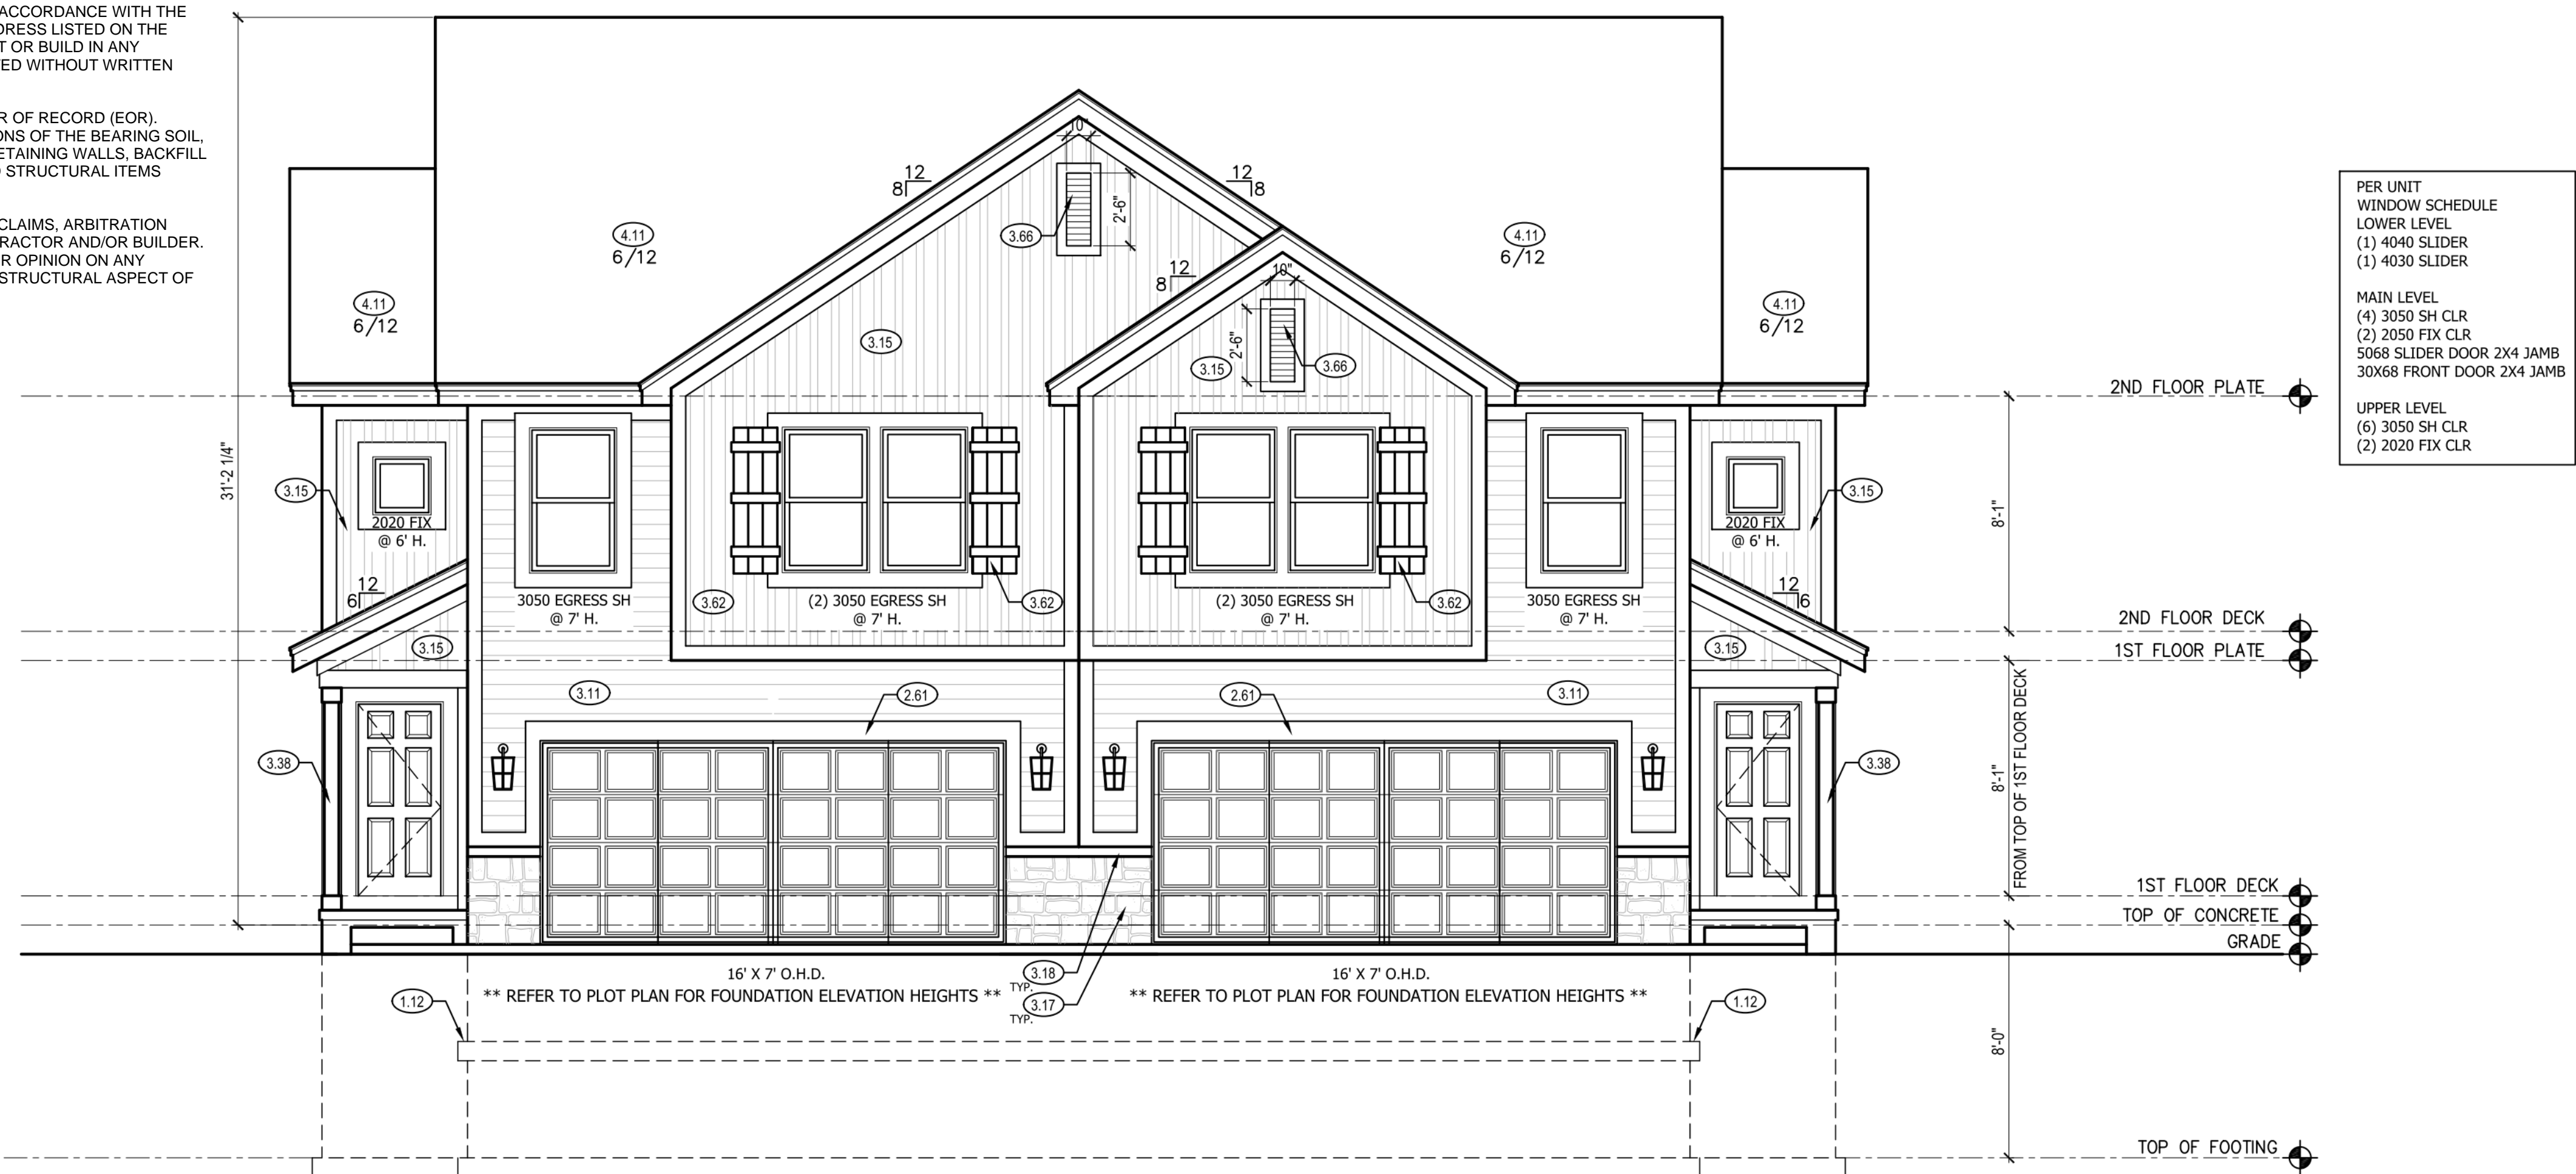 ACCORDANCE WITH THE
DRESS LISTED ON THE
T OR BUILD IN ANY
TED WITHOUT WRITTEN
R OF RECORD (EOR).
ONS OF THE BEARING SOIL,
ETAINING WALLS, BACKFILL
STRUCTURAL ITEMS
CLAIMS, ARBITRATION
RACTOR AND/OR BUILDER.
R OPINION ON ANY
STRUCTURAL ASPECT OF
31'-2 1/4"
10"
12
8
12
8
2'-6"
3.66
4.11
6/12
4.11
6/12
12
8
10"
4.11
6/12
4.11
6/12
3.15
2'-6"
3.15
3.66
3.15
2020 FIX
@ 6' H.
2020 FIX
@ 6' H.
3.15
12
6
12
6
3050 EGRESS SH
@ 7' H.
3.62
(2) 3050 EGRESS SH
@ 7' H.
3.62
(2) 3050 EGRESS SH
@ 7' H.
3.62
3050 EGRESS SH
@ 7' H.
3.15
3.15
3.11
2.61
2.61
3.11
3.38
3.38
16' X 7' O.H.D.
** REFER TO PLOT PLAN FOR FOUNDATION ELEVATION HEIGHTS **
3.18
TYP.
3.17
TYP.
16' X 7' O.H.D.
** REFER TO PLOT PLAN FOR FOUNDATION ELEVATION HEIGHTS **
1.12
1.12
2ND FLOOR PLATE
8'-1"
2ND FLOOR DECK
1ST FLOOR PLATE
8'-1"
FROM TOP OF 1ST FLOOR DECK
1ST FLOOR DECK
TOP OF CONCRETE
GRADE
8'-0"
TOP OF FOOTING
PER UNIT
WINDOW SCHEDULE
LOWER LEVEL
(1) 4040 SLIDER
(1) 4030 SLIDER
MAIN LEVEL
(4) 3050 SH CLR
(2) 2050 FIX CLR
5068 SLIDER DOOR 2X4 JAMB
30X68 FRONT DOOR 2X4 JAMB
UPPER LEVEL
(6) 3050 SH CLR
(2) 2020 FIX CLR